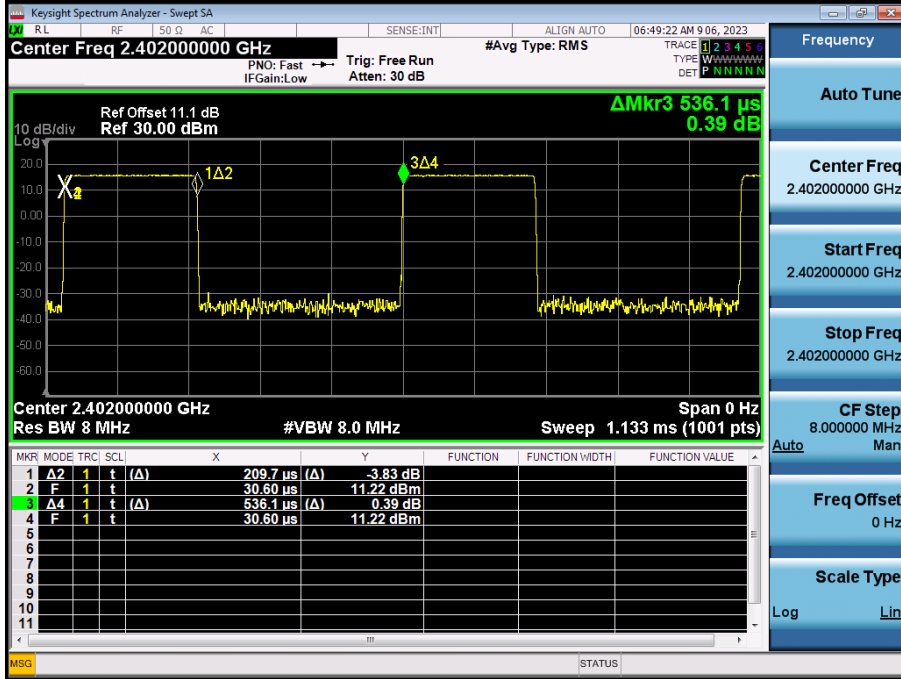 Keysight Spectrum Analyzer - Swept SA
LXI RL RF 50 Ω AC SENSE:INT ALIGN AUTO 06:49:22 AM 9 06, 2023
Center Freq 2.402000000 GHz #Avg Type: RMS TRACE 1 2 3 4 5 6
PNO: Fast Trig: Free Run TYPE WWWWWW
IFGain:Low Atten: 30 dB DET P N N N N N
ΔMkr3 536.1 µs
0.39 dB
Ref Offset 11.1 dB
10 dB/div Ref 30.00 dBm
Log
20.0
10.0
0.00
-10.0
-20.0
-30.0
-40.0
-50.0
-60.0
1Δ2
3Δ4
Center 2.402000000 GHz Span 0 Hz
Res BW 8 MHz #VBW 8.0 MHz Sweep 1.133 ms (1001 pts)
MKR MODE TRC SCL X Y FUNCTION FUNCTION WIDTH FUNCTION VALUE
1 Δ2 1 t (Δ) 209.7 µs (Δ) -3.83 dB
2 F 1 t 30.60 µs 11.22 dBm
3 Δ4 1 t (Δ) 536.1 µs (Δ) 0.39 dB
4 F 1 t 30.60 µs 11.22 dBm
5
6
7
8
9
10
11
MSG STATUS
Frequency
Auto Tune
Center Freq
2.402000000 GHz
Start Freq
2.402000000 GHz
Stop Freq
2.402000000 GHz
CF Step
8.000000 MHz
Auto Man
Freq Offset
0 Hz
Scale Type
Log Lin